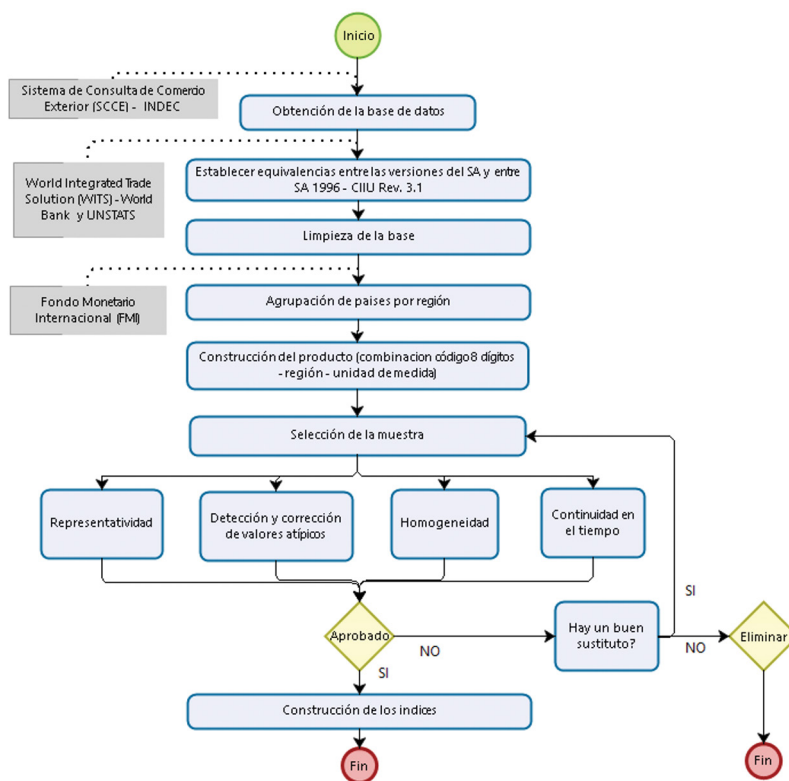 Inicio
Sistema de Consulta de Comercio
Exterior (SCCE) - INDEC
Obtención de la base de datos
World Integrated Trade
Solution (WITS) - World
Bank y UNSTATS
Establecer equivalencias entre las versiones del SA y entre
SA 1996 - CIIU Rev. 3.1
Limpieza de la base
Fondo Monetario
Internacional (FMI)
Agrupación de paises por región
Construcción del producto (combinacion código 8 dígitos
- región - unidad de medida)
Selección de la muestra
Representatividad
Detección y corrección
de valores atípicos
Homogeneidad
Continuidad en
el tiempo
Aprobado
NO
Hay un buen
sustituto?
SI
NO
Eliminar
SI
Construcción de los indices
Fin
Fin